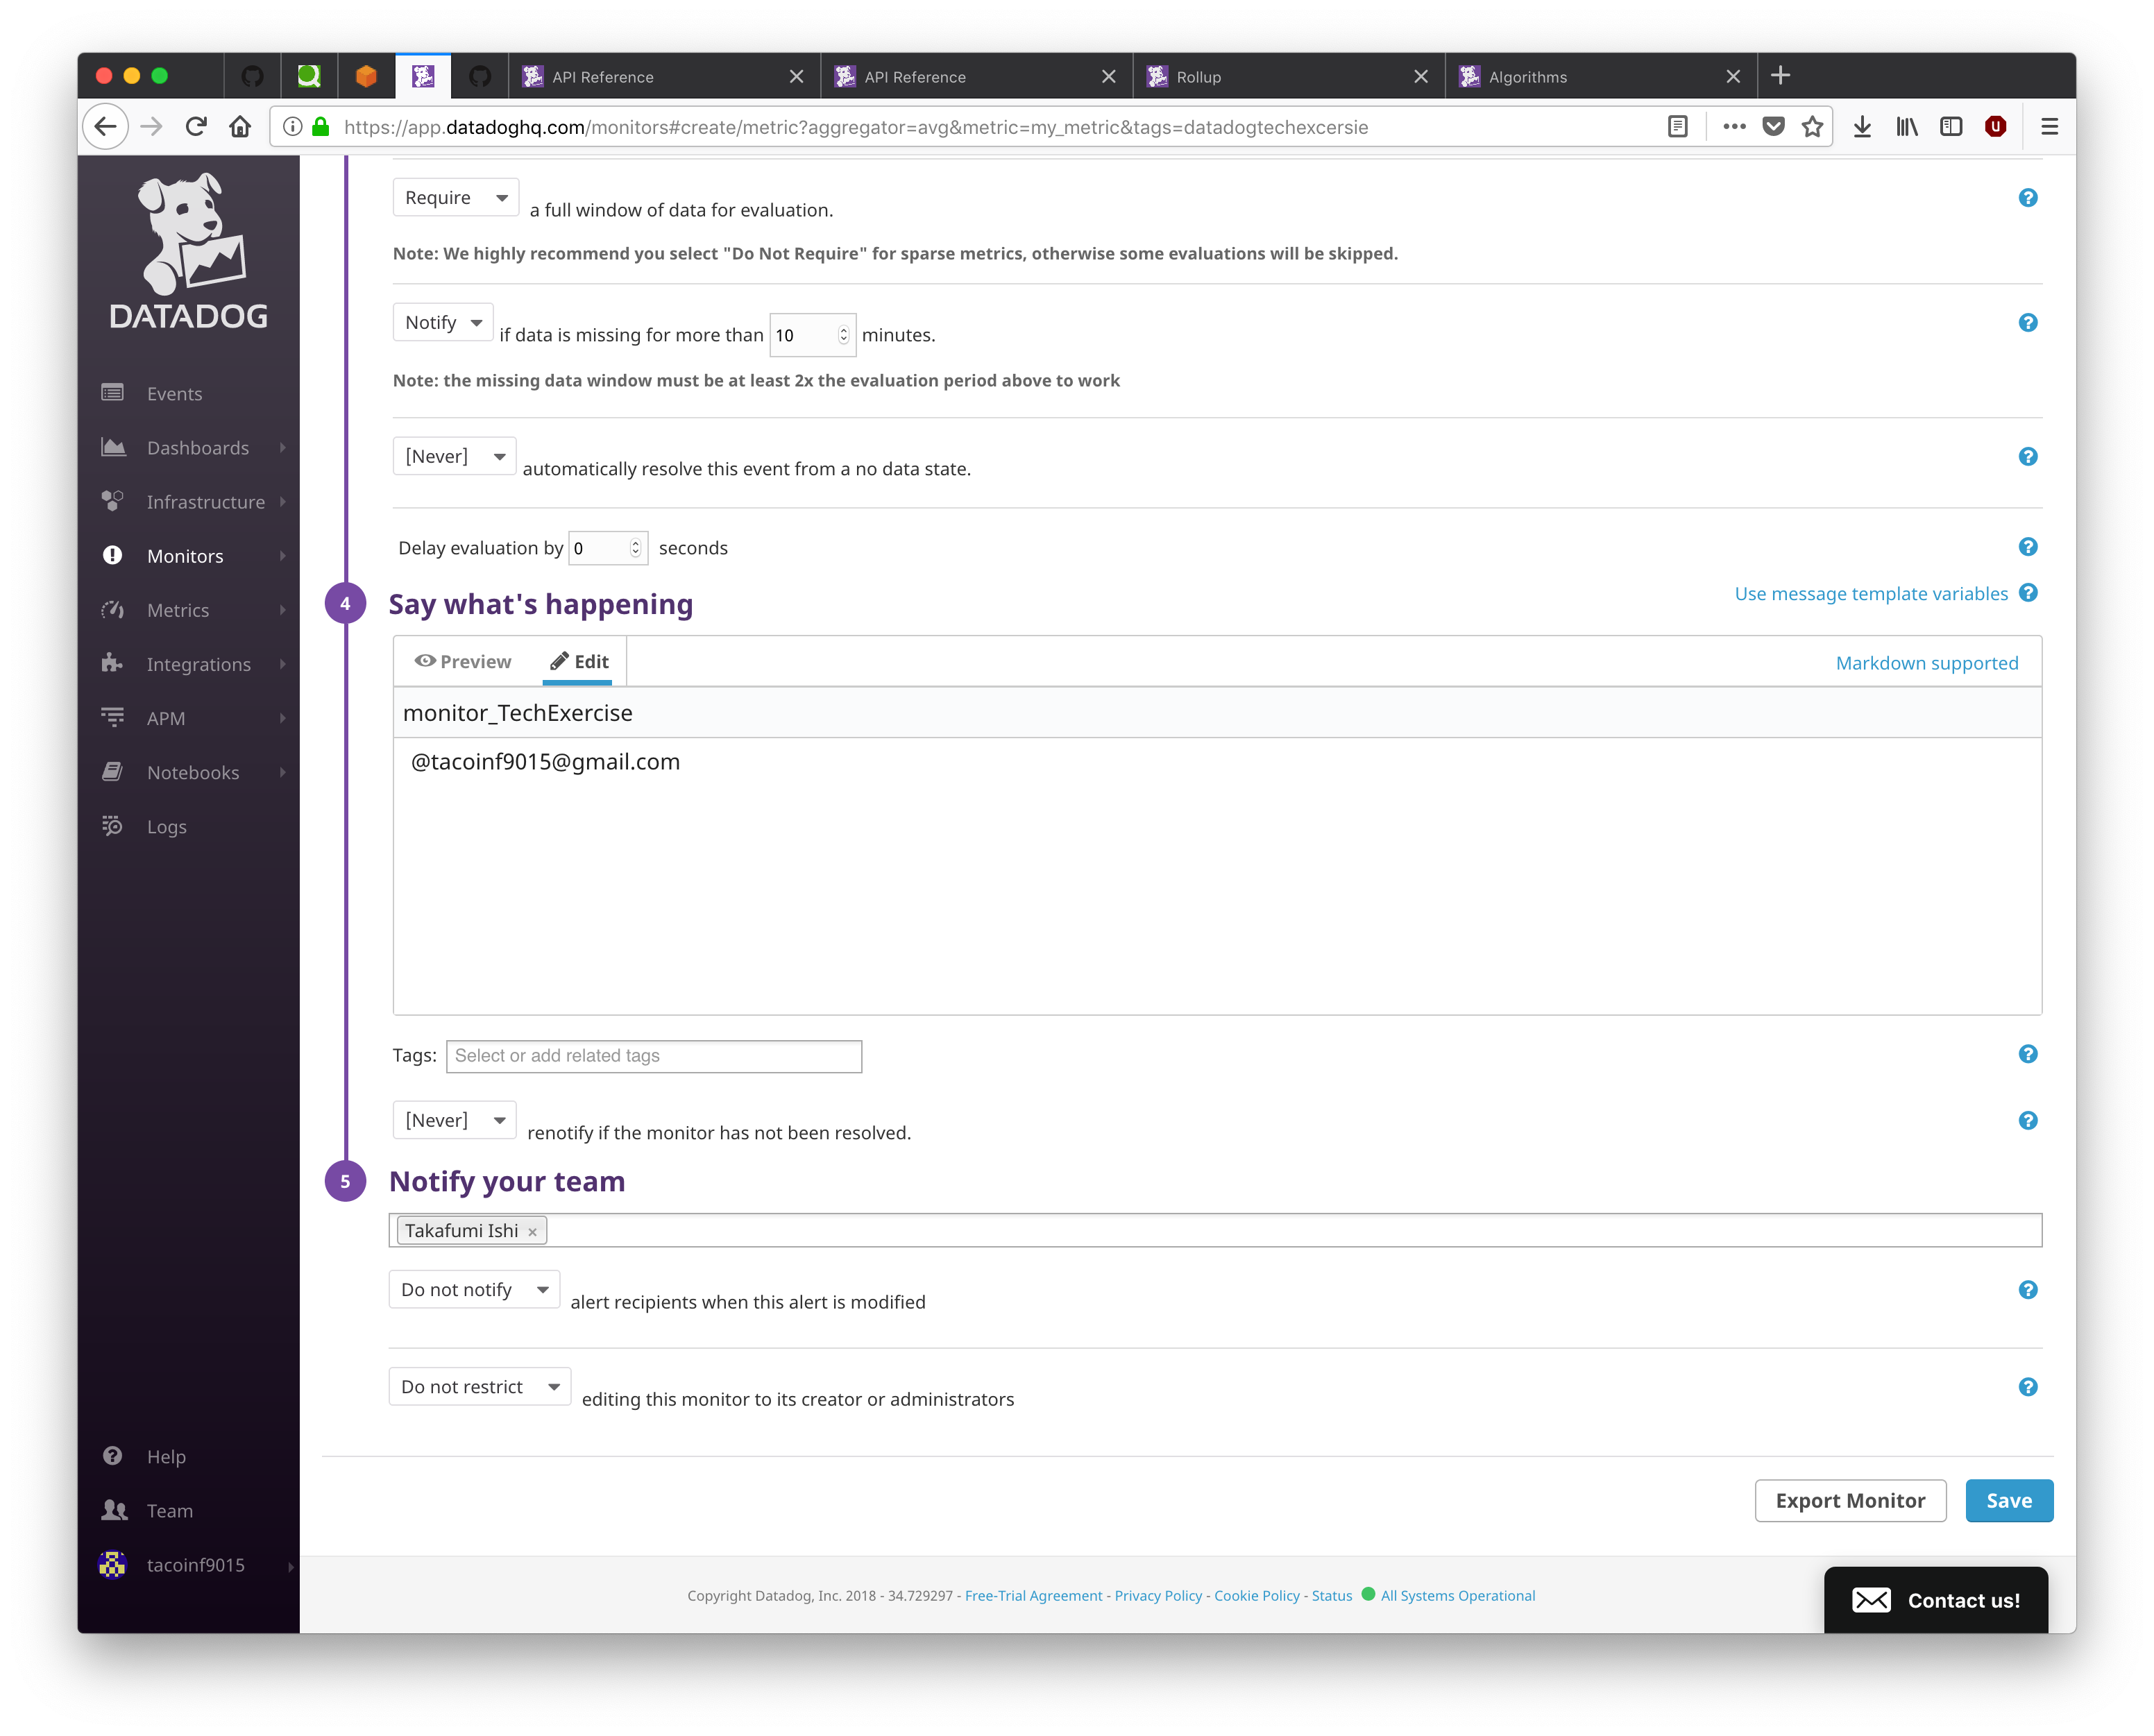 API Reference
API Reference
Rollup
Algorithms
https://app.datadoghq.com/monitors#create/metric?aggregator=avg&metric=my_metric&tags=datadogtechexcersie
DATADOG
Events
Dashboards
Infrastructure
Monitors
Metrics
Integrations
APM
Notebooks
Logs
Help
Team
tacoinf9015
Require a full window of data for evaluation.
Note: We highly recommend you select "Do Not Require" for sparse metrics, otherwise some evaluations will be skipped.
Notify if data is missing for more than 10 minutes.
Note: the missing data window must be at least 2x the evaluation period above to work
[Never] automatically resolve this event from a no data state.
Delay evaluation by 0 seconds
4 Say what's happening
Use message template variables
Preview Edit Markdown supported
monitor_TechExercise
@tacoinf9015@gmail.com
Tags: Select or add related tags
[Never] renotify if the monitor has not been resolved.
5 Notify your team
Takafumi Ishi ×
Do not notify alert recipients when this alert is modified
Do not restrict editing this monitor to its creator or administrators
Export Monitor Save
Copyright Datadog, Inc. 2018 - 34.729297 - Free-Trial Agreement - Privacy Policy - Cookie Policy - Status All Systems Operational
Contact us!